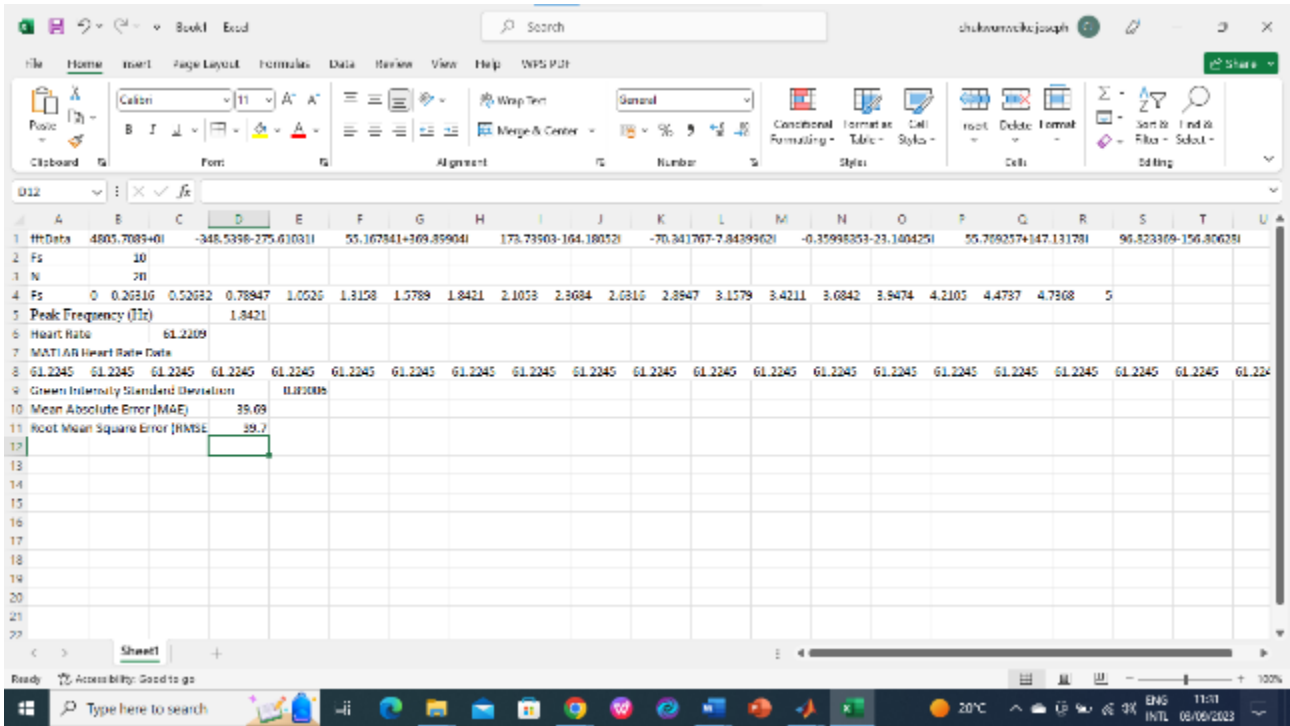 Book1 Excel
Search
chukwunweike joseph
File Home Insert Page Layout Formulas Data Review View Help WPS PDF
Share
Paste
Calibri 11
Wrap Text
General
B I U
Merge & Center
Conditional Formatting
Format as Table
Cell Styles
Insert Delete Format
Sort & Filter
Find & Select
Clipboard Font Alignment Number Styles Cells Editing
D12 fx
A B C D E F G H I J K L M N O P Q R S T U
1 fftData 4805.7089+0i -348.5398-275.61031i 55.167841+369.89904i 173.73903-164.18052i -70.341767-7.8439962i -0.35998353-23.140425i 55.769257+147.13178i 96.823369-156.80628i
2 Fs 10
3 N 20
4 Fs 0 0.26316 0.52632 0.78947 1.0526 1.3158 1.5789 1.8421 2.1053 2.3684 2.6316 2.8947 3.1579 3.4211 3.6842 3.9474 4.2105 4.4737 4.7368 5
5 Peak Frequency (Hz) 1.8421
6 Heart Rate 61.2209
7 MATLAB Heart Rate Data
8 61.2245 61.2245 61.2245 61.2245 61.2245 61.2245 61.2245 61.2245 61.2245 61.2245 61.2245 61.2245 61.2245 61.2245 61.2245 61.2245 61.2245 61.2245 61.2245 61.2245 61.224
9 Green Intensity Standard Deviation
10 Mean Absolute Error (MAE) 39.69
11 Root Mean Square Error (RMSE 39.7
12
13
14
15
16
17
18
19
20
21
22
Sheet1
Ready Accessibility: Good to go 100%
Type here to search
20°C
ENG
INTL
11:31
03/09/2023